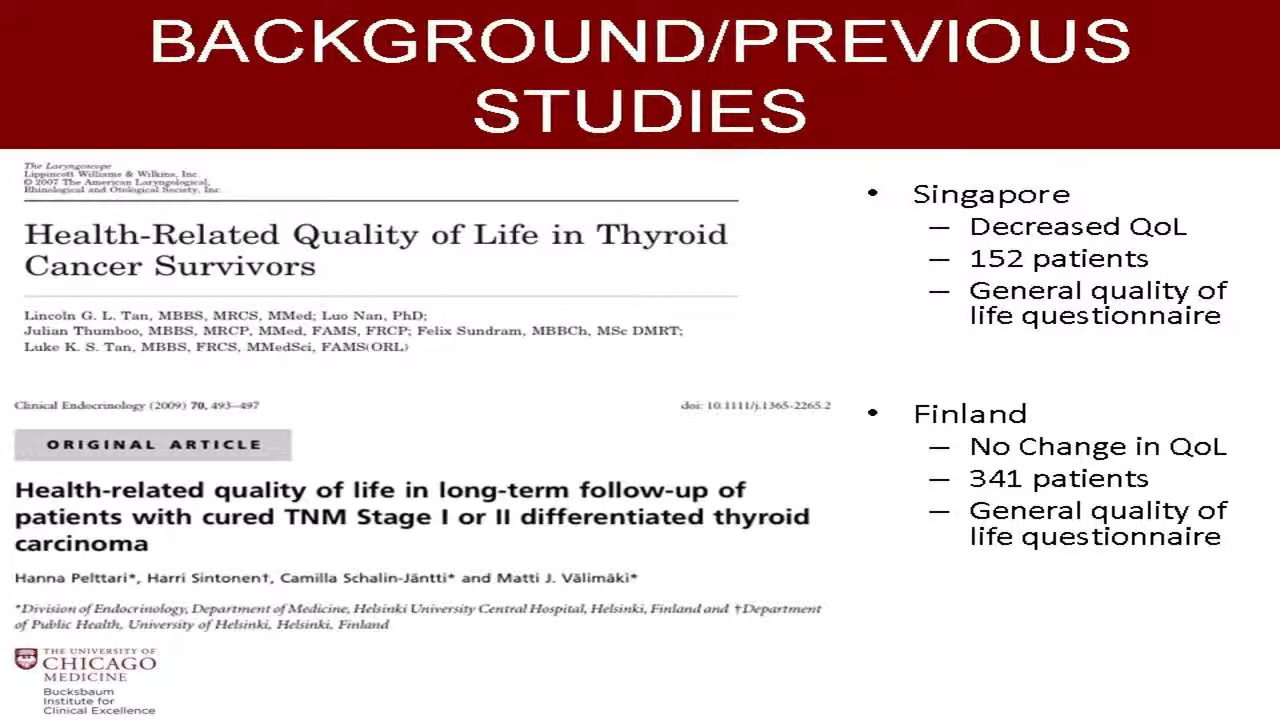 BACKGROUND/PREVIOUS
STUDIES
The Laryngoscope
Lippincott Williams & Wilkins, Inc.
© 2007 The American Laryngological,
Rhinological and Otological Society, Inc.
Health-Related Quality of Life in Thyroid
Cancer Survivors
Lincoln G. L. Tan, MBBS, MRCS, MMed; Luo Nan, PhD;
Julian Thumboo, MBBS, MRCP, MMed, FAMS, FRCP; Felix Sundram, MBBCh, MSc DMRT;
Luke K. S. Tan, MBBS, FRCS, MMedSci, FAMS(ORL)
Clinical Endocrinology (2009) 70, 493–497
doi: 10.1111/j.1365-2265.2
ORIGINAL ARTICLE
Health-related quality of life in long-term follow-up of
patients with cured TNM Stage I or II differentiated thyroid
carcinoma
Hanna Pelttari*, Harri Sintonen†, Camilla Schalin-Jäntti* and Matti J. Välimäki*
*Division of Endocrinology, Department of Medicine, Helsinki University Central Hospital, Helsinki, Finland and †Department
of Public Health, University of Helsinki, Helsinki, Finland
• Singapore
– Decreased QoL
– 152 patients
– General quality of
life questionnaire
• Finland
– No Change in QoL
– 341 patients
– General quality of
life questionnaire
THE UNIVERSITY OF
CHICAGO
MEDICINE
Bucksbaum
Institute for
Clinical Excellence